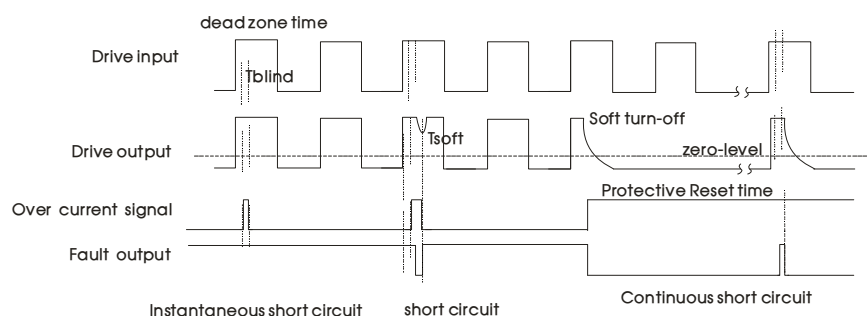 dead zone time
Drive input
Tblind
Soft turn-off
Tsoft
Drive output
zero-level
Protective Reset time
Over current signal
Fault output
Instantaneous short circuit
short circuit
Continuous short circuit